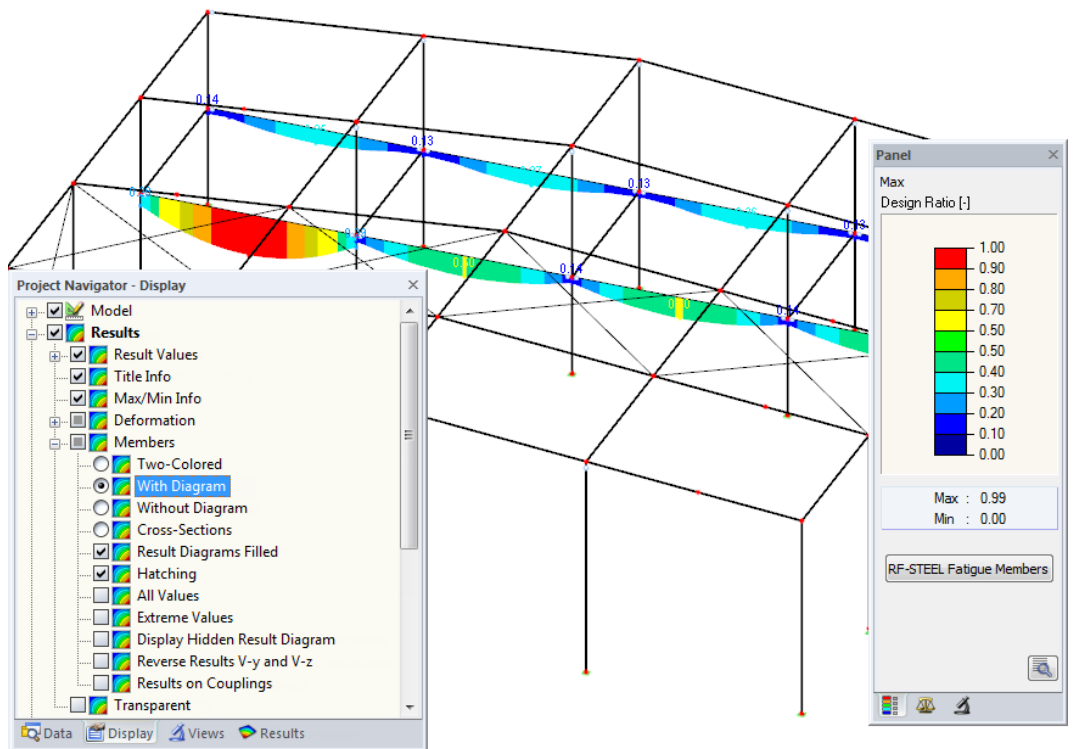 0.14
0.13
0.13
0.13
0.14
0.14
Panel
Max
Design Ratio [-]
1.00
0.90
0.80
0.70
0.60
0.50
0.40
0.30
0.20
0.10
0.00
Max : 0.99
Min : 0.00
RF-STEEL Fatigue Members
Project Navigator - Display
Model
Results
Result Values
Title Info
Max/Min Info
Deformation
Members
Two-Colored
With Diagram
Without Diagram
Cross-Sections
Result Diagrams Filled
Hatching
All Values
Extreme Values
Display Hidden Result Diagram
Reverse Results V-y and V-z
Results on Couplings
Transparent
Data Display Views Results